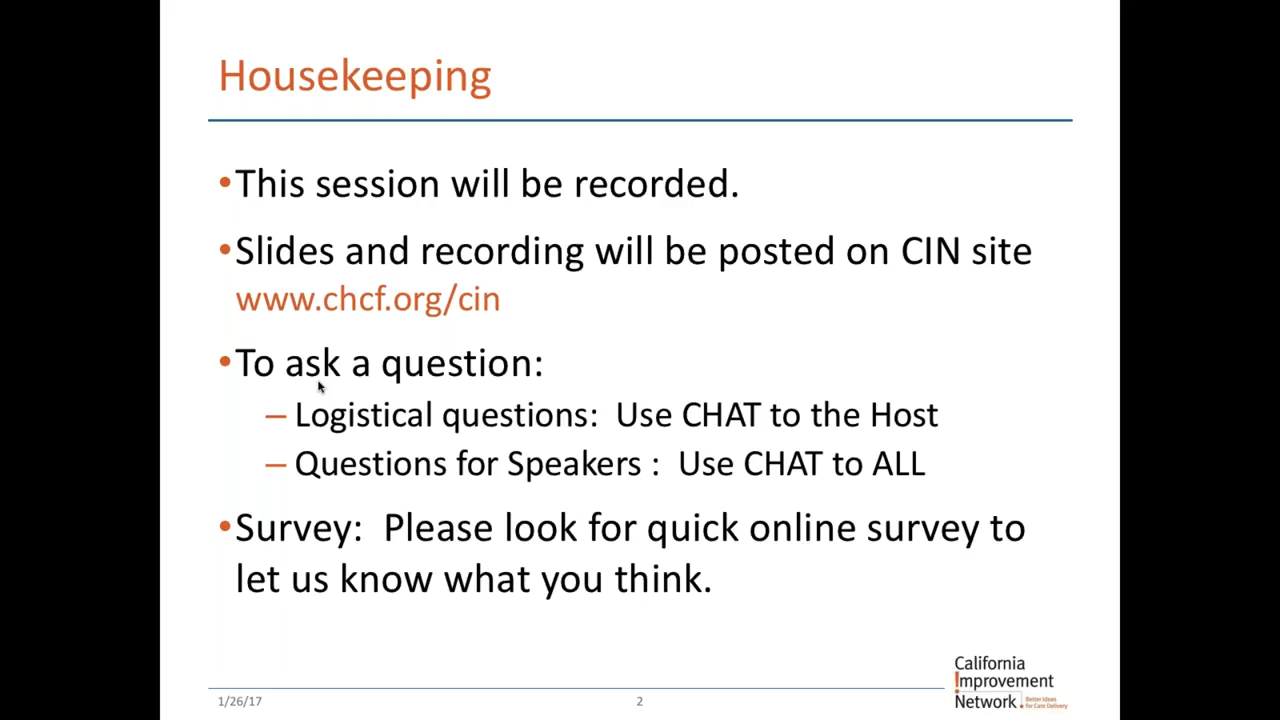 Housekeeping
•This session will be recorded.
•Slides and recording will be posted on CIN site
www.chcf.org/cin
•To ask a question:
– Logistical questions:  Use CHAT to the Host
– Questions for Speakers :  Use CHAT to ALL
•Survey:  Please look for quick online survey to
let us know what you think.
California
Improvement
Network
Better Ideas
for Care Delivery
1/26/17
2